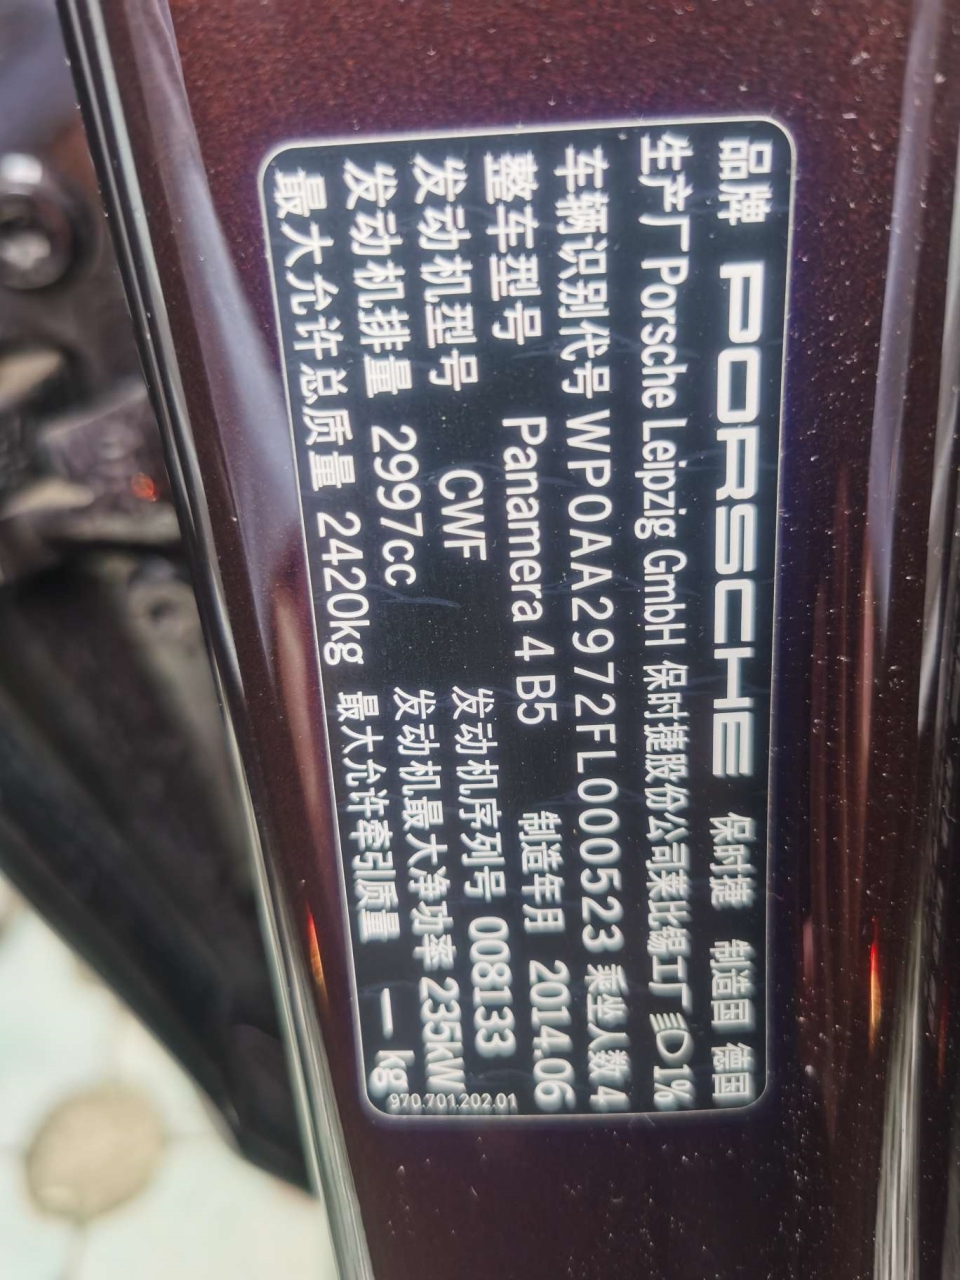 品牌 PORSCHE 保时捷 制造国 德国
生产厂 Porsche Leipzig GmbH 保时捷股份公司莱比锡工厂 1%
车辆识别代号 WP0AA2972FL000523 乘坐人数 4
整车型号 Panamera 4 B5 制造年月 2014.06
发动机型号 CWF 发动机序列号 008133
发动机排量 2997cc 发动机最大净功率 235kW
最大允许总质量 2420kg 最大允许牵引质量 — kg
970.701.202.01